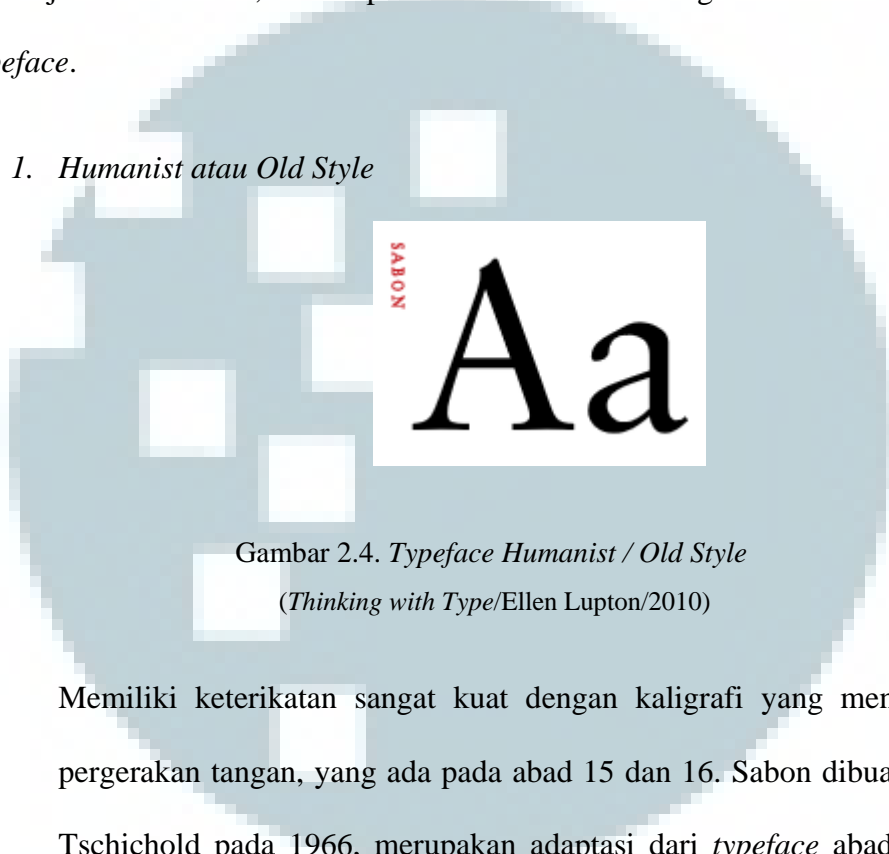 1. Humanist atau Old Style
SABON
Aa
Gambar 2.4. Typeface Humanist / Old Style
(Thinking with Type/Ellen Lupton/2010)
Memiliki keterikatan sangat kuat dengan kaligrafi yang
pergerakan tangan, yang ada pada abad 15 dan 16. Sabon
Tschichold pada 1966, merupakan adaptasi dari typeface abad